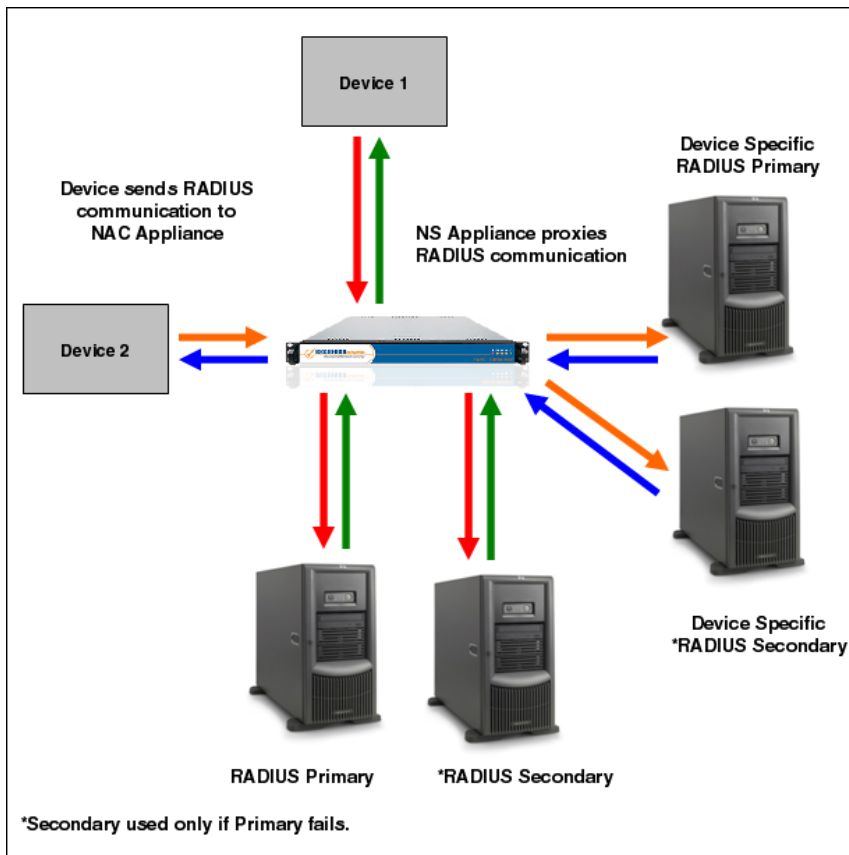 Device 1
Device Specific
RADIUS Primary
Device sends RADIUS
communication to
NAC Appliance
NS Appliance proxies
RADIUS communication
Device 2
Device Specific
*RADIUS Secondary
RADIUS Primary
*RADIUS Secondary
*Secondary used only if Primary fails.